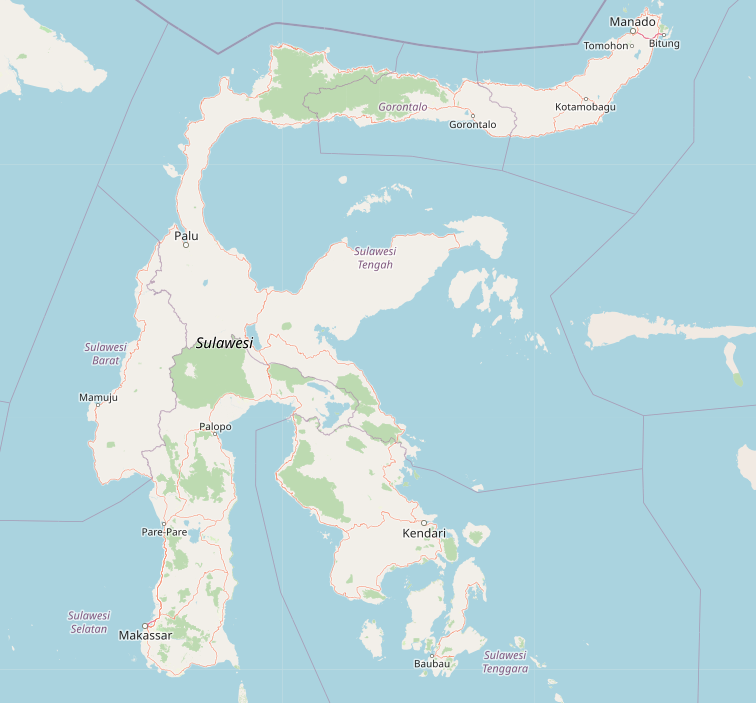 Manado
Tomohon
Bitung
Gorontalo
Kotamobagu
Gorontalo
Palu
Sulawesi
Tengah
Sulawesi
Sulawesi
Barat
Mamuju
Palopo
Pare-Pare
Kendari
Sulawesi
Selatan
Makassar
Baubau
Sulawesi
Tenggara